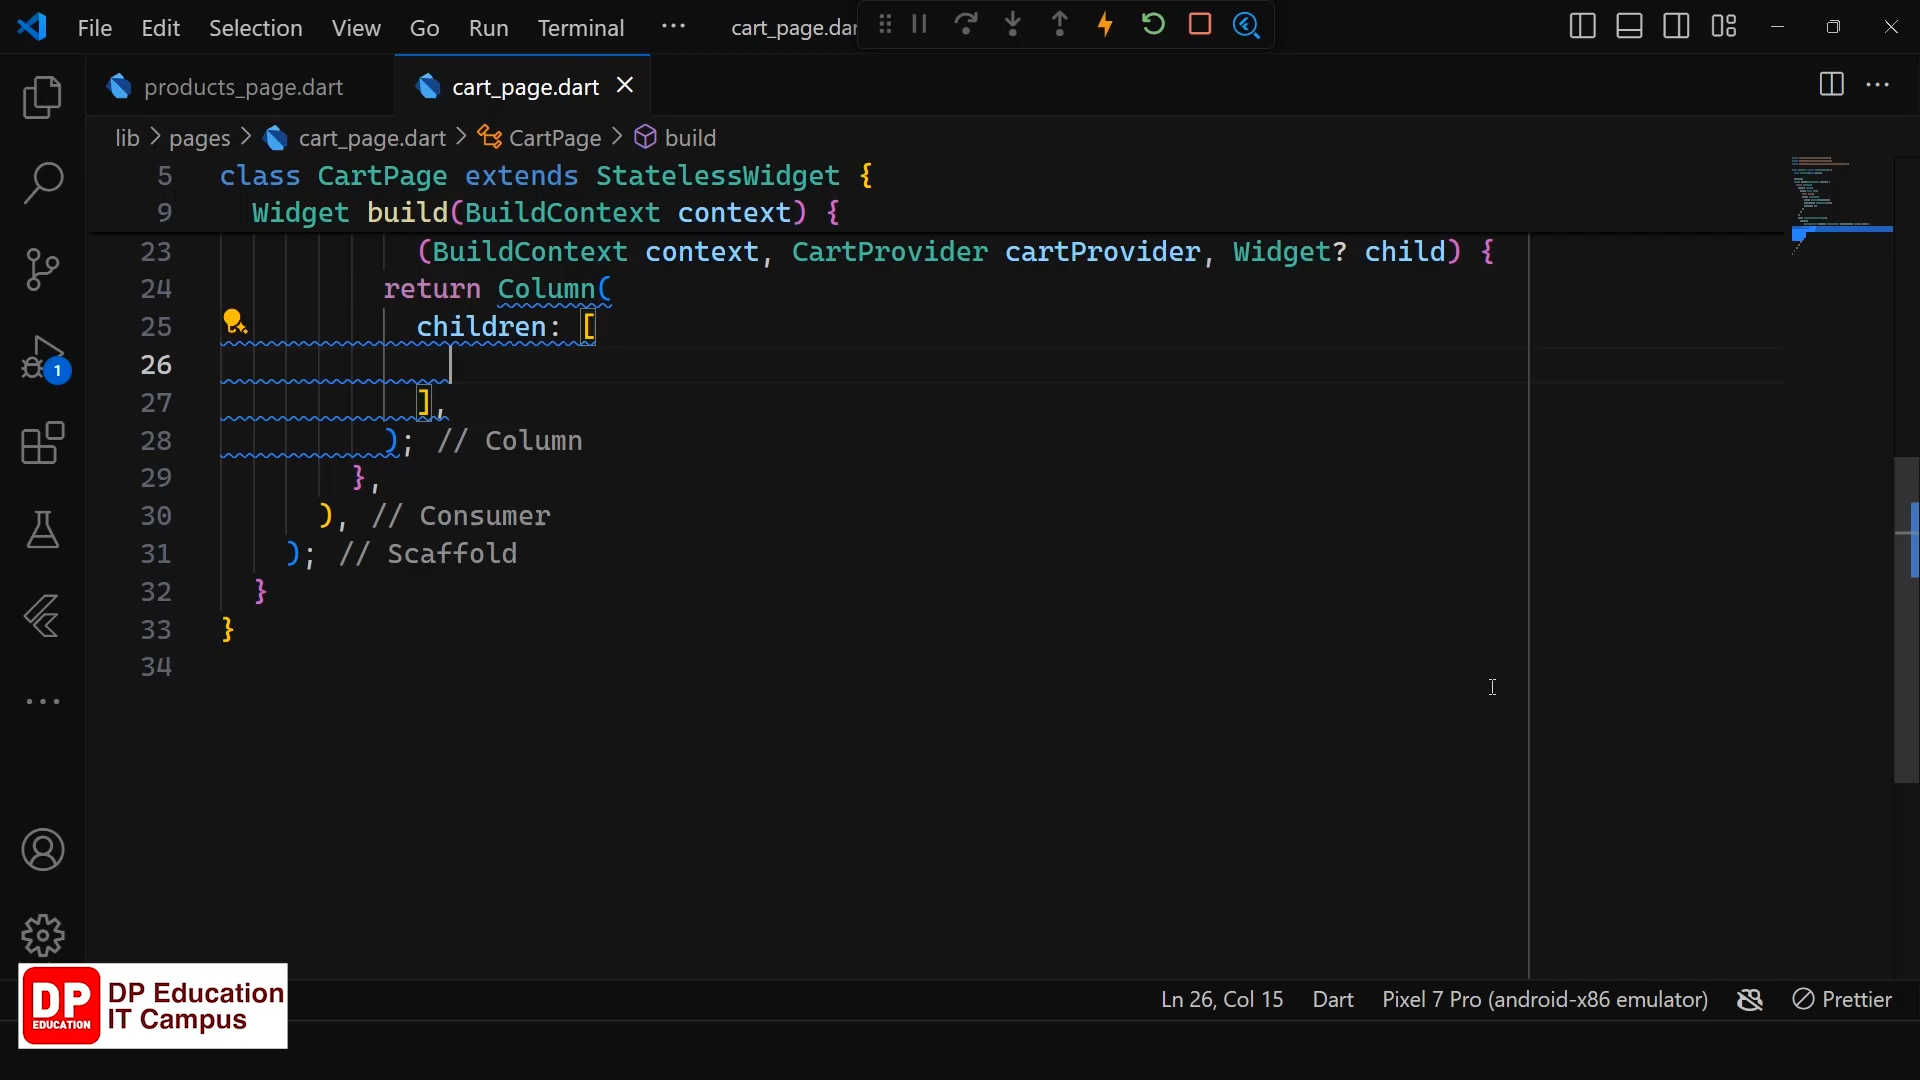 File Edit Selection View Go Run Terminal ··· cart_page.dar
products_page.dart cart_page.dart
lib > pages > cart_page.dart > CartPage > build
5 class CartPage extends StatelessWidget {
9 Widget build(BuildContext context) {
23 (BuildContext context, CartProvider cartProvider, Widget? child) {
24 return Column(
25 children: [
26
27 ],
28 ); // Column
29 },
30 ), // Consumer
31 ); // Scaffold
32 }
33 }
34
1
DP EDUCATION
DP Education
IT Campus
Ln 26, Col 15 Dart Pixel 7 Pro (android-x86 emulator) Prettier